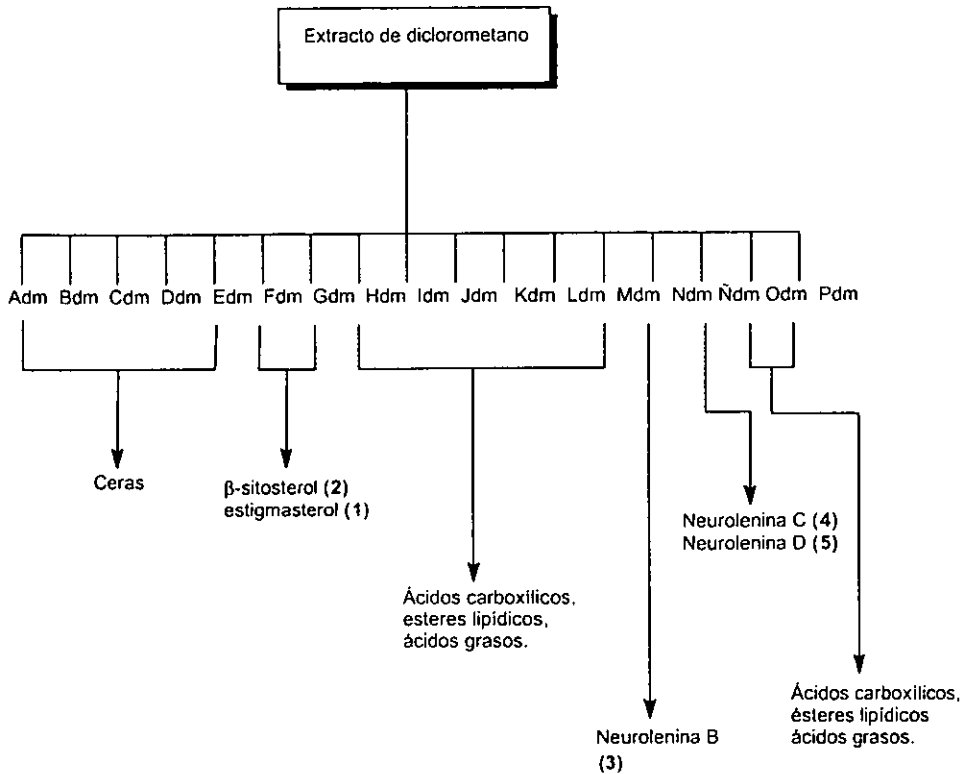 Extracto de diclorometano
Adm Bdm Cdm Ddm Edm Fdm Gdm Hdm Idm Jdm Kdm Ldm Mdm Ndm Ñdm Odm Pdm
Ceras
β-sitosterol (2)
estigmasterol (1)
Neurolenina C (4)
Neurolenina D (5)
Ácidos carboxílicos,
esteres lipídicos,
ácidos grasos.
Ácidos carboxílicos,
ésteres lipídicos
ácidos grasos.
Neurolenina B
(3)